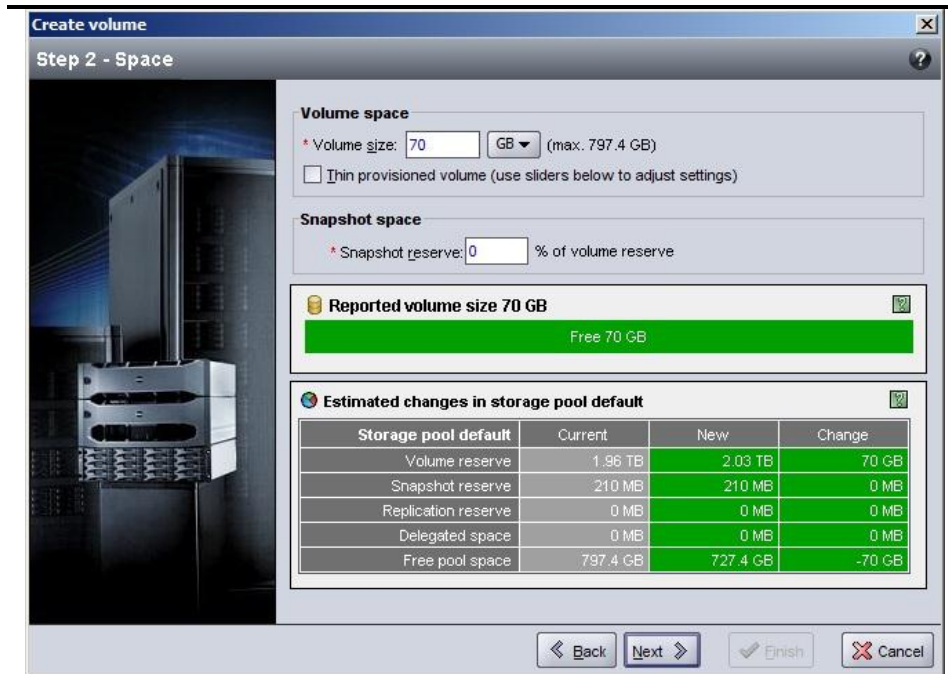 Create volume
Step 2 - Space
?
Volume space
* Volume size: 70 GB (max. 797.4 GB)
Thin provisioned volume (use sliders below to adjust settings)
Snapshot space
* Snapshot reserve: 0 % of volume reserve
Reported volume size 70 GB ?
Free 70 GB
Estimated changes in storage pool default ?
Storage pool default Current New Change
Volume reserve 1.96 TB 2.03 TB 70 GB
Snapshot reserve 210 MB 210 MB 0 MB
Replication reserve 0 MB 0 MB 0 MB
Delegated space 0 MB 0 MB 0 MB
Free pool space 797.4 GB 727.4 GB -70 GB
Back Next Finish Cancel